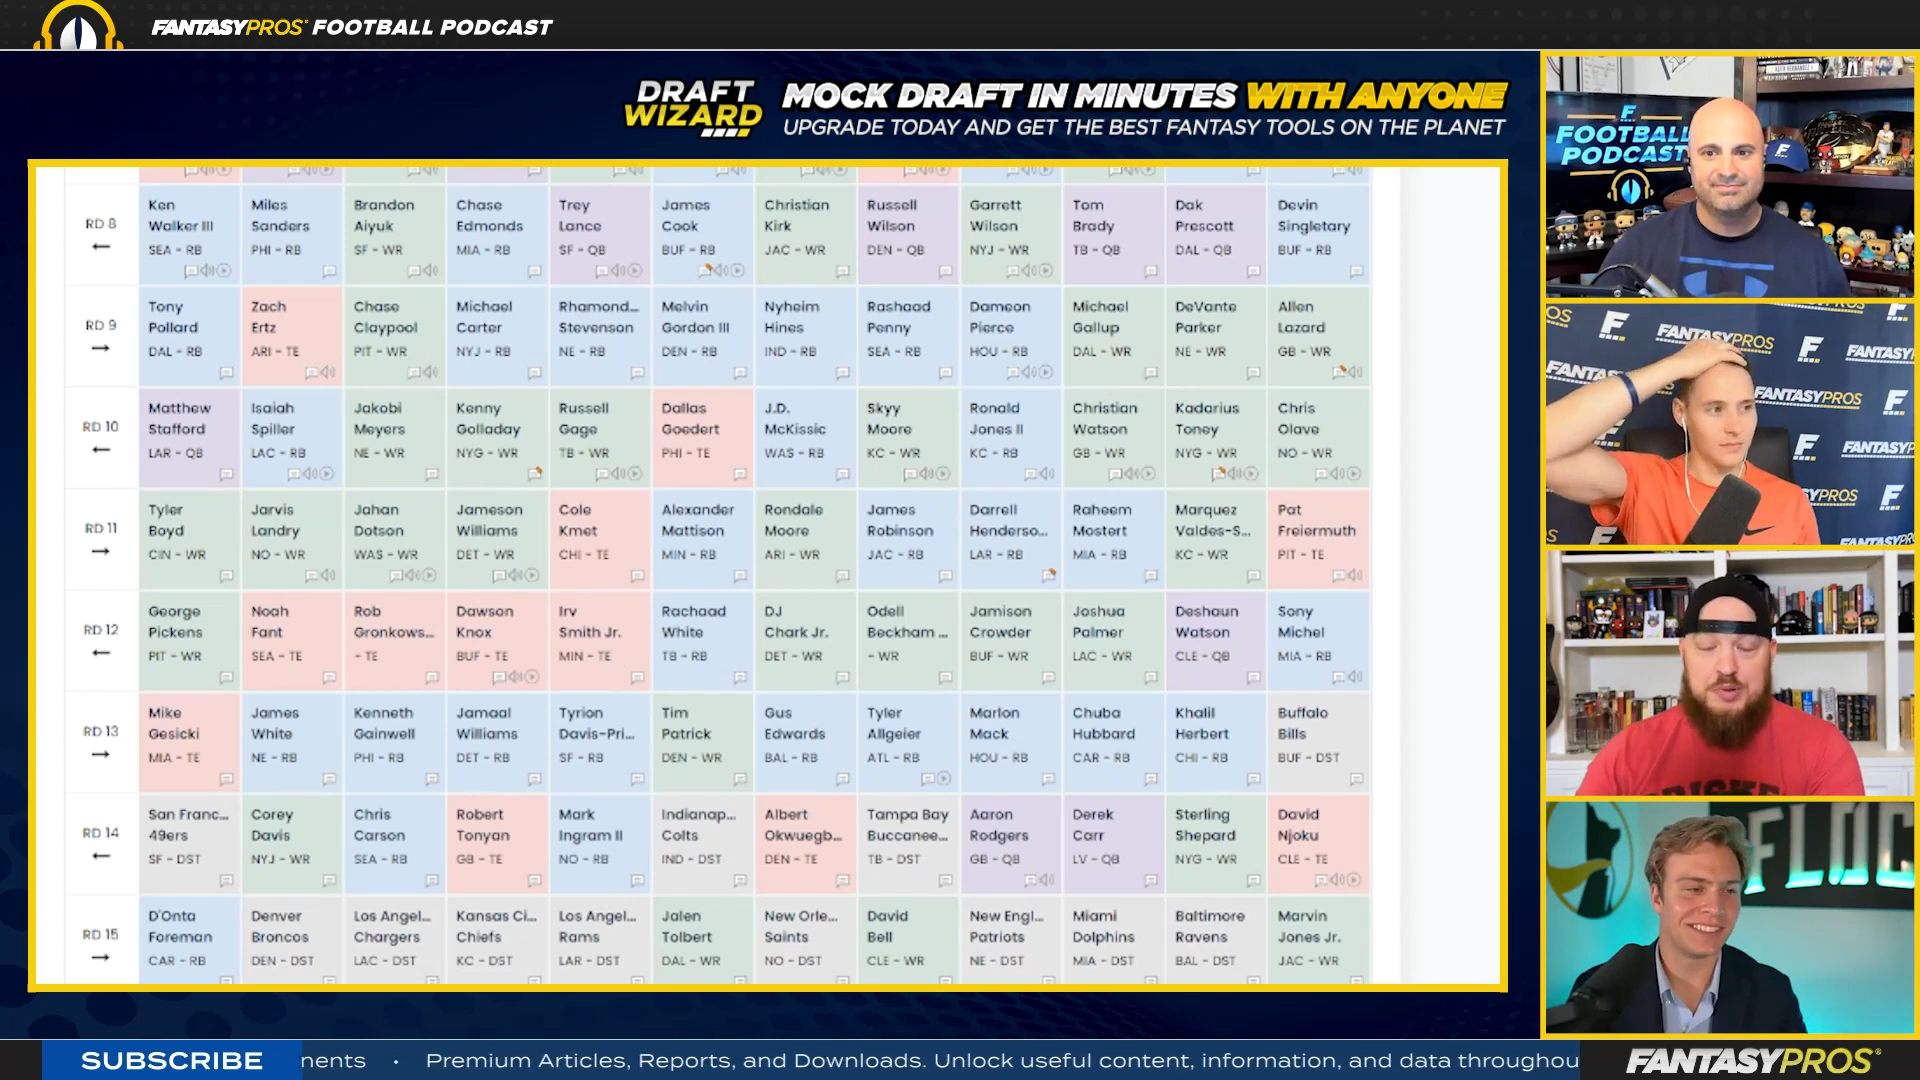 FANTASYPROS FOOTBALL PODCAST
DRAFT WIZARD
MOCK DRAFT IN MINUTES WITH ANYONE
UPGRADE TODAY AND GET THE BEST FANTASY TOOLS ON THE PLANET
RD 8
Ken Walker III SEA - RB
Miles Sanders PHI - RB
Brandon Aiyuk SF - WR
Chase Edmonds MIA - RB
Trey Lance SF - QB
James Cook BUF - RB
Christian Kirk JAC - WR
Russell Wilson DEN - QB
Garrett Wilson NYJ - WR
Tom Brady TB - QB
Dak Prescott DAL - QB
Devin Singletary BUF - RB
RD 9
Tony Pollard DAL - RB
Zach Ertz ARI - TE
Chase Claypool PIT - WR
Michael Carter NYJ - RB
Rhamond... Stevenson NE - RB
Melvin Gordon III DEN - RB
Nyheim Hines IND - RB
Rashaad Penny SEA - RB
Dameon Pierce HOU - RB
Michael Gallup DAL - WR
DeVante Parker NE - WR
Allen Lazard GB - WR
RD 10
Matthew Stafford LAR - QB
Isaiah Spiller LAC - RB
Jakobi Meyers NE - WR
Kenny Golladay NYG - WR
Russell Gage TB - WR
Dallas Goedert PHI - TE
J.D. McKissic WAS - RB
Skyy Moore KC - WR
Ronald Jones II KC - RB
Christian Watson GB - WR
Kadarius Toney NYG - WR
Chris Olave NO - WR
RD 11
Tyler Boyd CIN - WR
Jarvis Landry NO - WR
Jahan Dotson WAS - WR
Jameson Williams DET - WR
Cole Kmet CHI - TE
Alexander Mattison MIN - RB
Rondale Moore ARI - WR
James Robinson JAC - RB
Darrell Henderso... LAR - RB
Raheem Mostert MIA - RB
Marquez Valdes-S... KC - WR
Pat Freiermuth PIT - TE
RD 12
George Pickens PIT - WR
Noah Fant SEA - TE
Rob Gronkows... - TE
Dawson Knox BUF - TE
Irv Smith Jr. MIN - TE
Rachaad White TB - RB
DJ Chark Jr. DET - WR
Odell Beckham ... - WR
Jamison Crowder BUF - WR
Joshua Palmer LAC - WR
Deshaun Watson CLE - QB
Sony Michel MIA - RB
RD 13
Mike Gesicki MIA - TE
James White NE - RB
Kenneth Gainwell PHI - RB
Jamaal Williams DET - RB
Tyrion Davis-Pri... SF - RB
Tim Patrick DEN - WR
Gus Edwards BAL - RB
Tyler Allgeier ATL - RB
Marlon Mack HOU - RB
Chuba Hubbard CAR - RB
Khalil Herbert CHI - RB
Buffalo Bills BUF - DST
RD 14
San Franc... 49ers SF - DST
Corey Davis NYJ - WR
Chris Carson SEA - RB
Robert Tonyan GB - TE
Mark Ingram II NO - RB
Indianap... Colts IND - DST
Albert Okwuegb... DEN - TE
Tampa Bay Buccanee... TB - DST
Aaron Rodgers GB - QB
Derek Carr LV - QB
Sterling Shepard NYG - WR
David Njoku CLE - TE
RD 15
D'Onta Foreman CAR - RB
Denver Broncos DEN - DST
Los Angel... Chargers LAC - DST
Kansas Ci... Chiefs KC - DST
Los Angel... Rams LAR - DST
Jalen Tolbert DAL - WR
New Orle... Saints NO - DST
David Bell CLE - WR
New Engl... Patriots NE - DST
Miami Dolphins MIA - DST
Baltimore Ravens BAL - DST
Marvin Jones Jr. JAC - WR
FOOTBALL PODCAST
FANTASYPROS
FANTASYPROS
FANTASYPROS
FLOC
SUBSCRIBE
nents • Premium Articles, Reports, and Downloads. Unlock useful content, information, and data throughou
FANTASYPROS